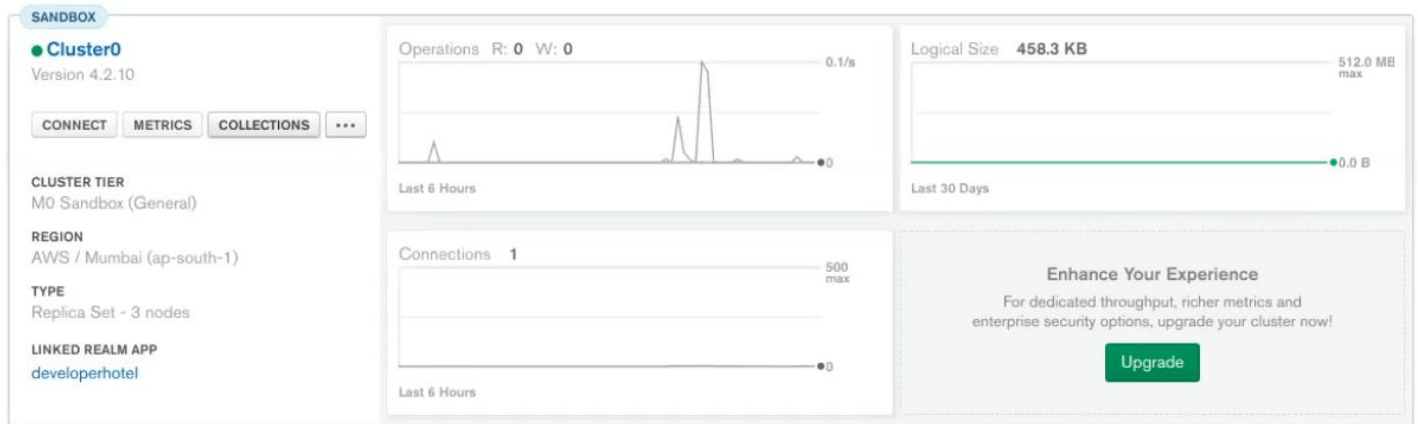 SANDBOX
Cluster0
Version 4.2.10
CONNECT METRICS COLLECTIONS ...
CLUSTER TIER
M0 Sandbox (General)
REGION
AWS / Mumbai (ap-south-1)
TYPE
Replica Set - 3 nodes
LINKED REALM APP
developerhotel
Operations R: 0 W: 0
0.1/s
0
Last 6 Hours
Logical Size 458.3 KB
512.0 MB
max
0.0 B
Last 30 Days
Connections 1
500
max
0
Last 6 Hours
Enhance Your Experience
For dedicated throughput, richer metrics and
enterprise security options, upgrade your cluster now!
Upgrade